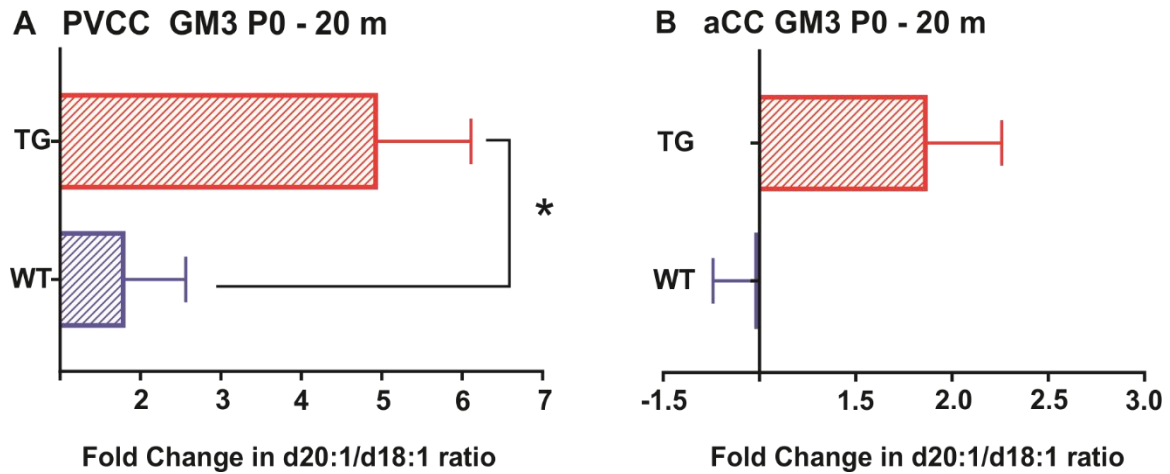 A PVCC GM3 P0 - 20 m
TG
*
WT
2 3 4 5 6 7
Fold Change in d20:1/d18:1 ratio
B aCC GM3 P0 - 20 m
TG
WT
-1.5 1.5 2.0 2.5 3.0
Fold Change in d20:1/d18:1 ratio